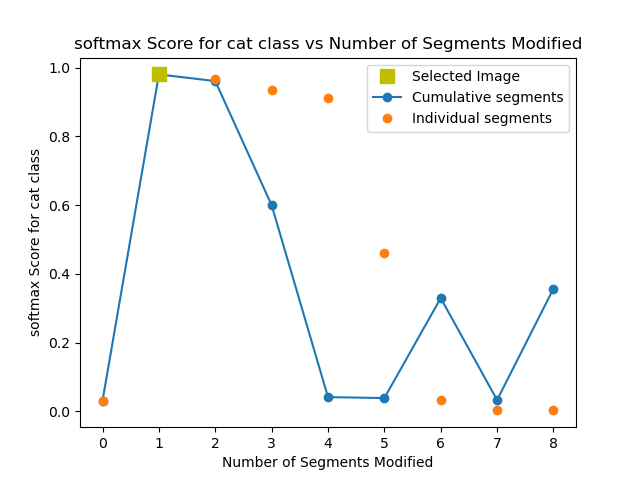 softmax Score for cat class vs Number of Segments Modified
Selected Image
Cumulative segments
Individual segments
1.0
0.8
0.6
0.4
0.2
0.0
softmax Score for cat class
0 1 2 3 4 5 6 7 8
Number of Segments Modified